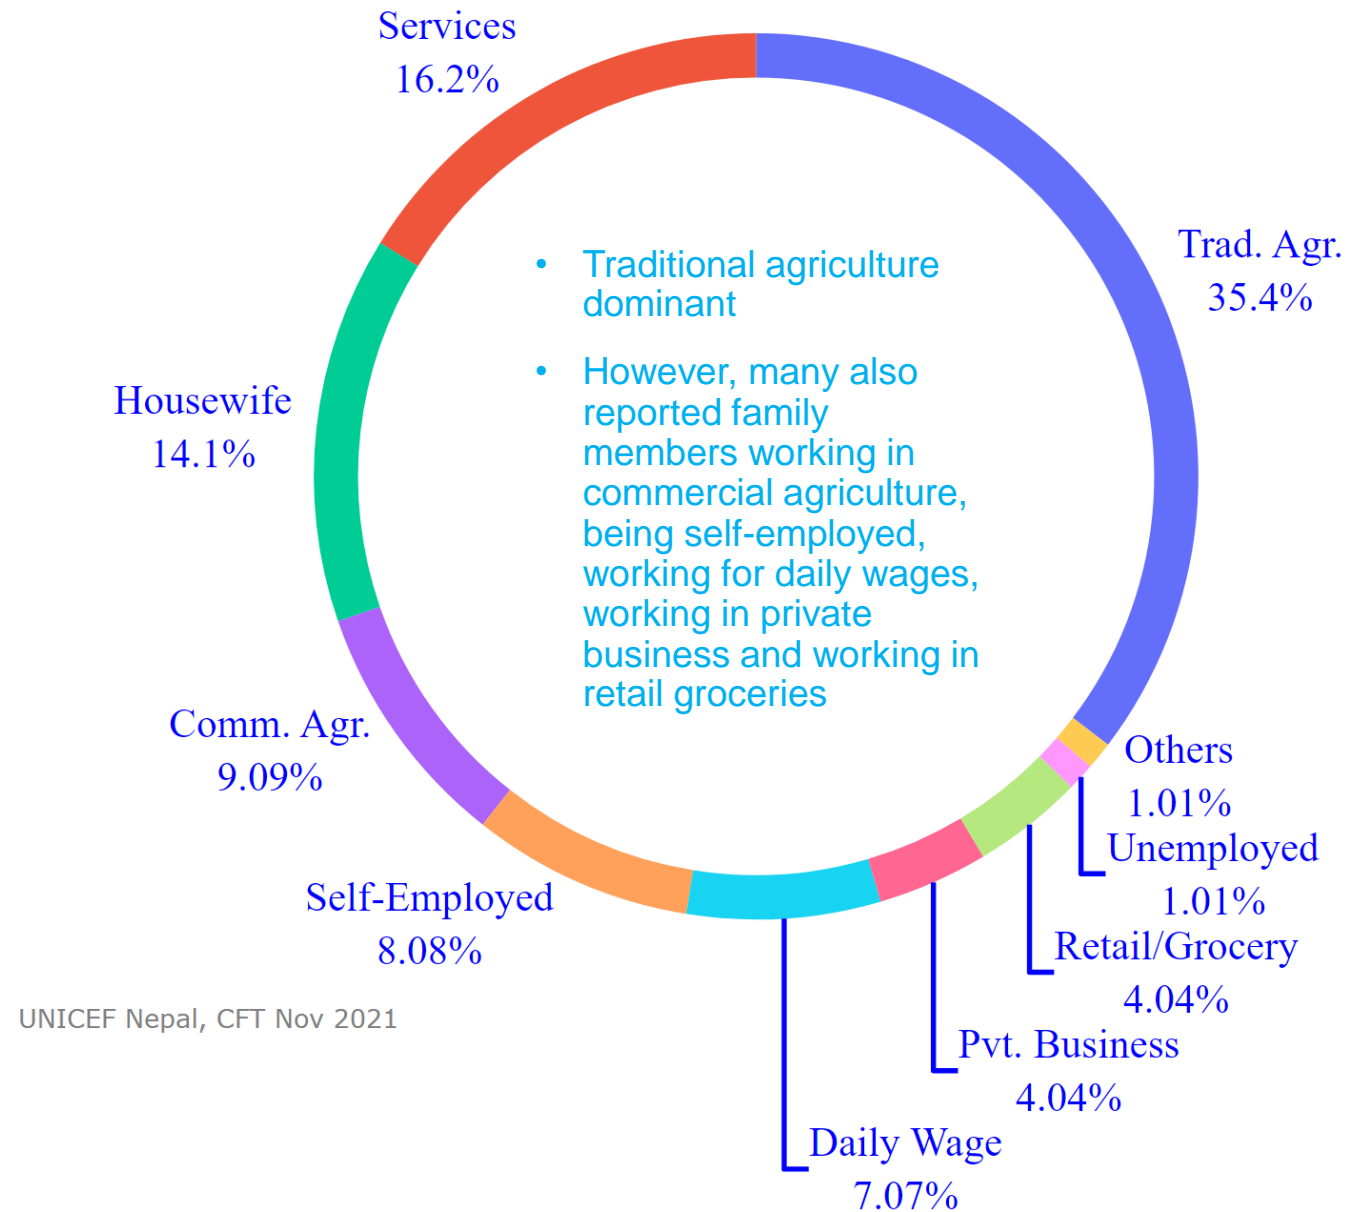 Services
16.2%
Trad. Agr.
35.4%
• Traditional agriculture
dominant
• However, many also
reported family
members working in
commercial agriculture,
being self-employed,
working for daily wages,
working in private
business and working in
retail groceries
Housewife
14.1%
Comm. Agr.
9.09%
Others
1.01%
Unemployed
1.01%
Self-Employed
8.08%
Retail/Grocery
4.04%
UNICEF Nepal, CFT Nov 2021
Pvt. Business
4.04%
Daily Wage
7.07%